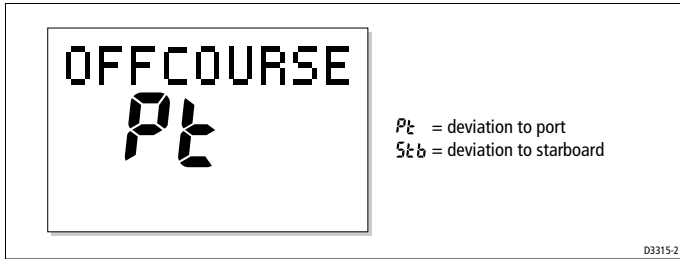 OFFCOURSE
Pt
Pt = deviation to port
Stb = deviation to starboard
D3315-2